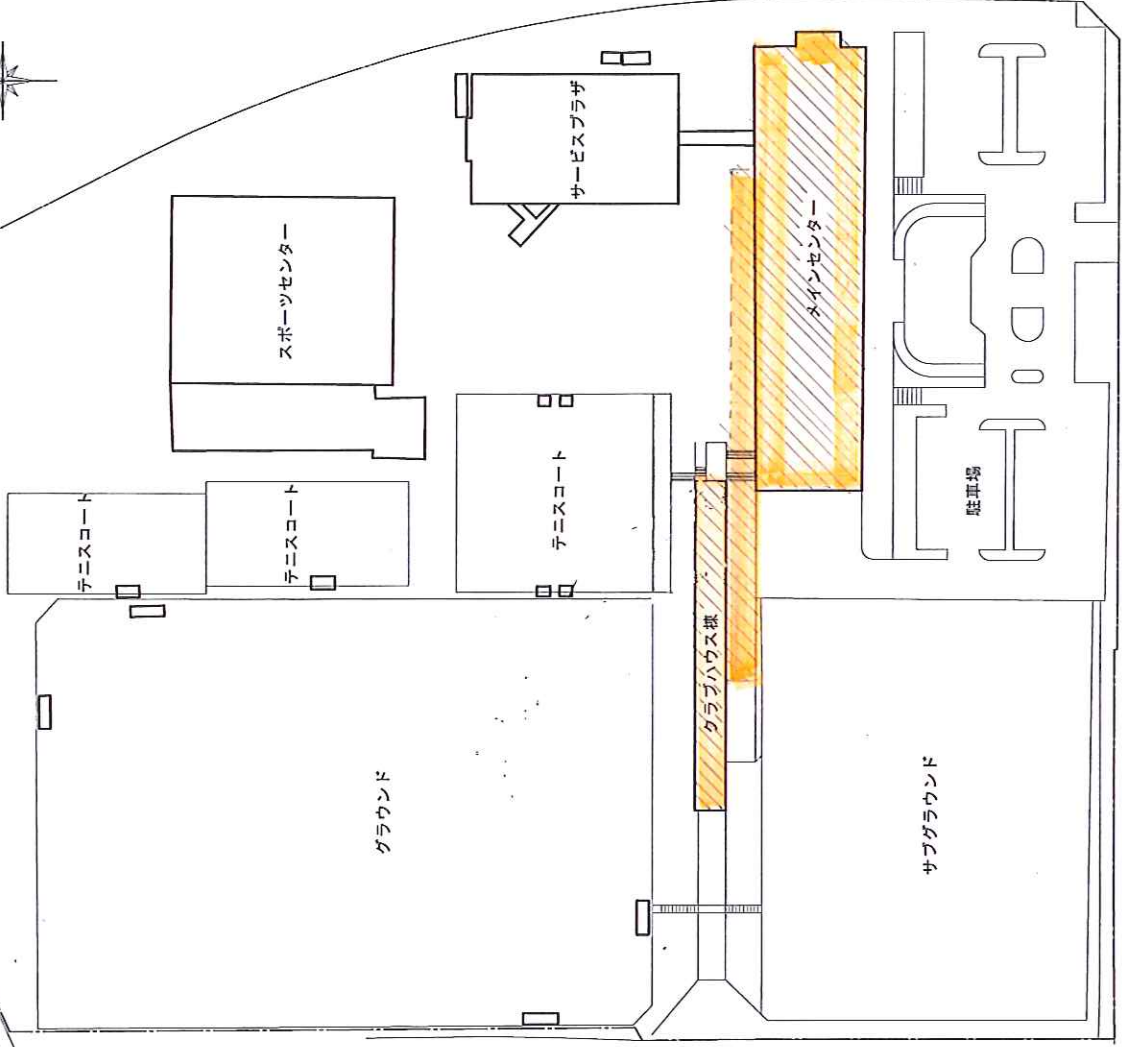 サービスプラザ
スポーツセンター
メインセンター
テニスコート
テニスコート
テニスコート
駐車場
クラブハウス棟
グラウンド
サブグラウンド